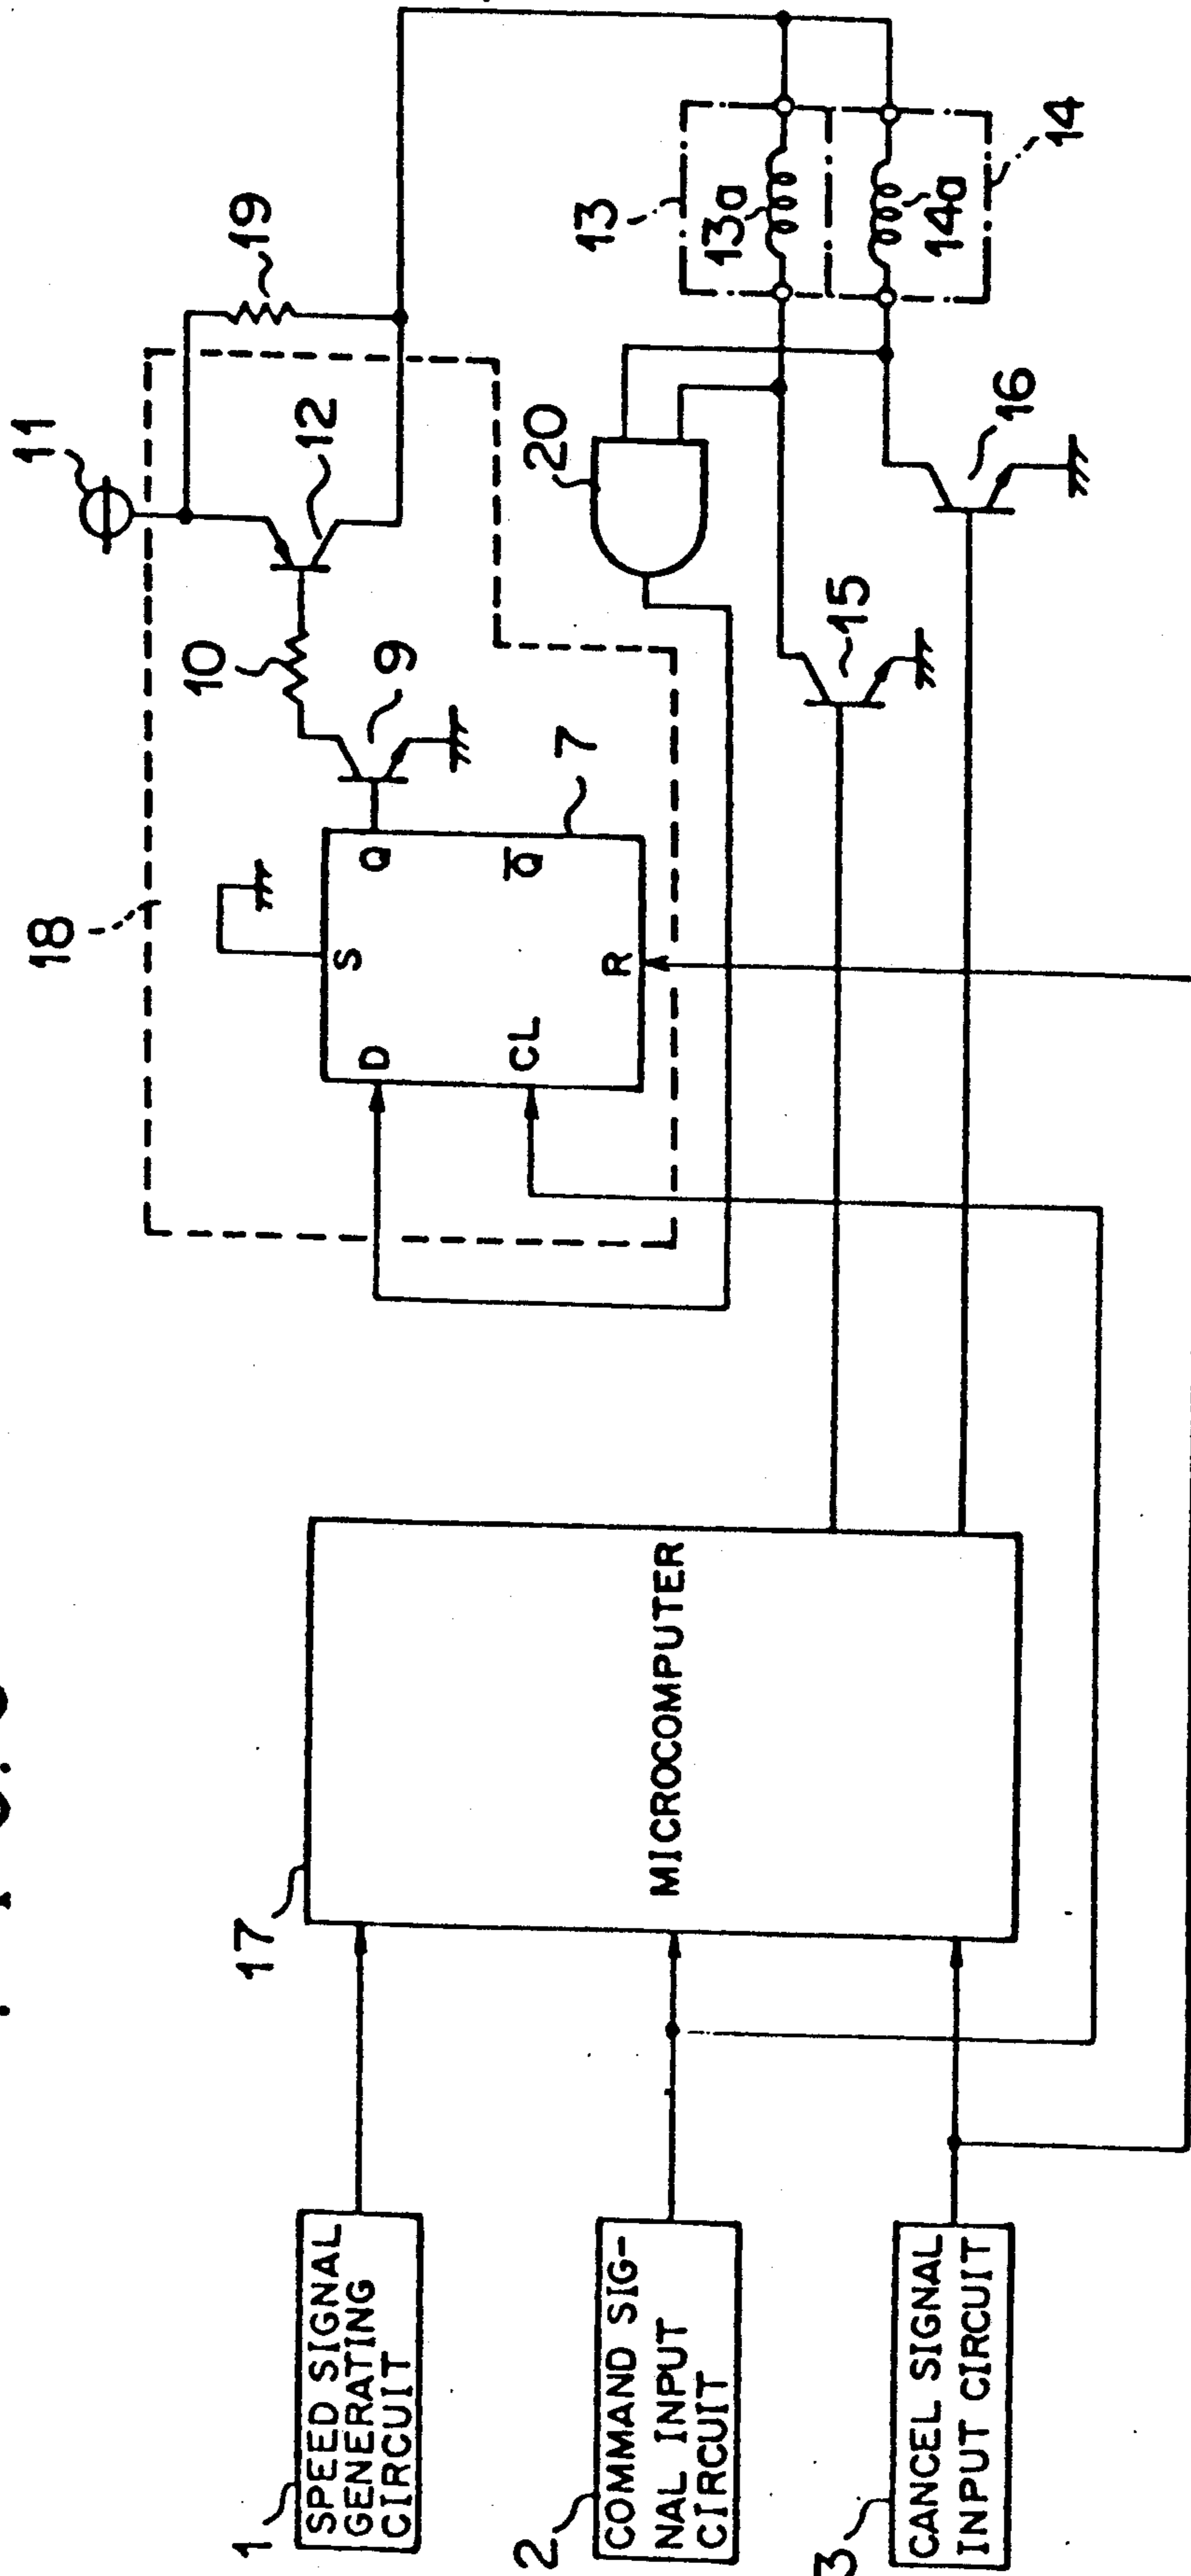 1
SPEED SIGNAL
GENERATING
CIRCUIT
2
COMMAND SIG-
NAL INPUT
CIRCUIT
3
CANCEL SIGNAL
INPUT CIRCUIT
17
MICROCOMPUTER
18
D
S
Q
CL
R
Q̅
7
9
10
11
12
19
20
13
13a
14a
14
15
16